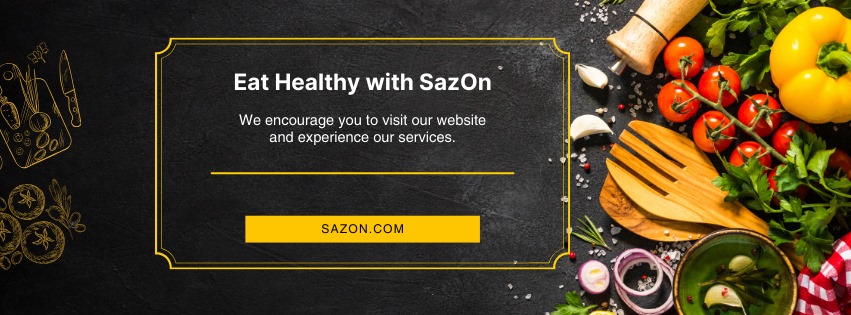 Eat Healthy with SazOn
We encourage you to visit our website
and experience our services.
SAZON.COM